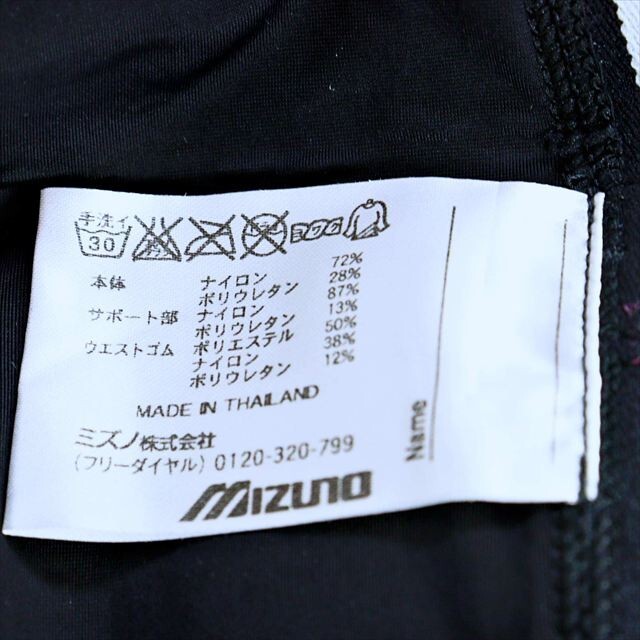 手洗イ
30
本体 ナイロン 72%
ポリウレタン 28%
サポート部 ナイロン 87%
ポリウレタン 13%
ウエストゴム ポリエステル 50%
ナイロン 38%
ポリウレタン 12%
MADE IN THAILAND
ミズノ株式会社
(フリーダイヤル) 0120-320-799
MIZUNO
Name